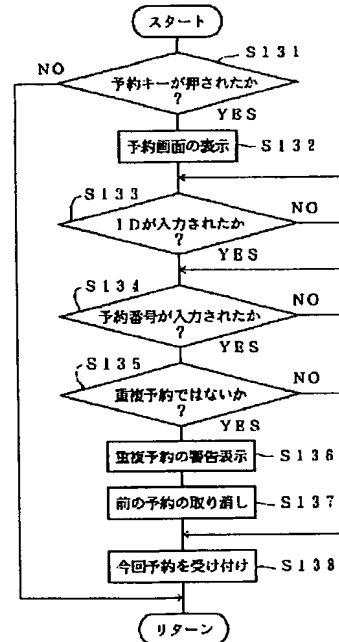 スタート
S131
NO
予約キーが押されたか
?
YES
予約画面の表示
S132
S133
IDが入力されたか
?
NO
YES
S134
予約番号が入力されたか
?
NO
YES
S135
重複予約ではないか
?
NO
YES
重複予約の警告表示
S136
前の予約の取り消し
S137
今回予約を受け付け
S138
リターン